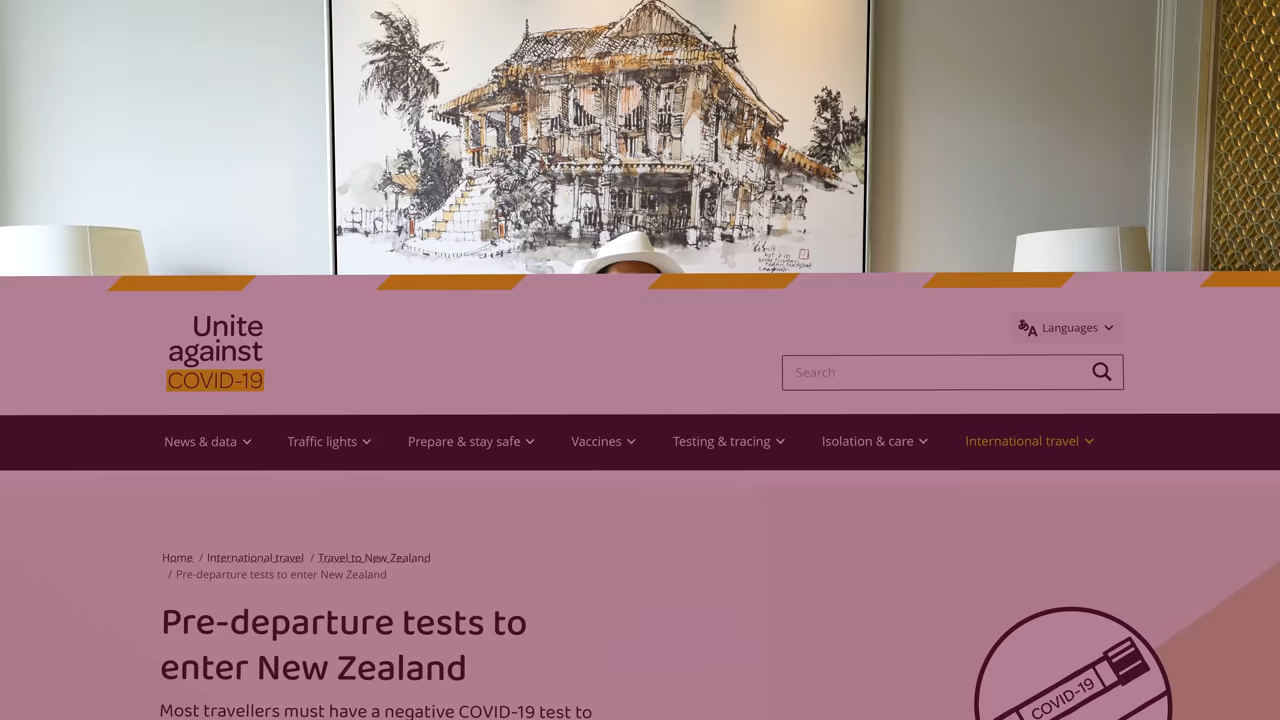 Unite
against
COVID-19
Languages
Search
News & data
Traffic lights
Prepare & stay safe
Vaccines
Testing & tracing
Isolation & care
International travel
Home / International travel / Travel to New Zealand
/ Pre-departure tests to enter New Zealand
Pre-departure tests to
enter New Zealand
Most travellers must have a negative COVID-19 test to
COVID-19